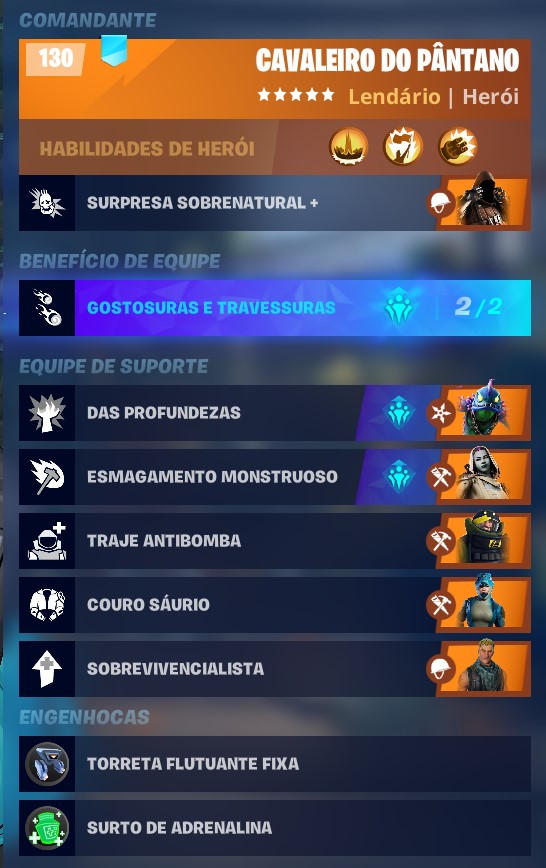 COMANDANTE
130
CAVALEIRO DO PÂNTANO
Lendário | Herói
HABILIDADES DE HERÓI
SURPRESA SOBRENATURAL +
BENEFÍCIO DE EQUIPE
GOSTOSURAS E TRAVESSURAS 2/2
EQUIPE DE SUPORTE
DAS PROFUNDEZAS
ESMAGAMENTO MONSTRUOSO
TRAJE ANTIBOMBA
COURO SÁURIO
SOBREVIVENCIALISTA
ENGENHOCAS
TORRETA FLUTUANTE FIXA
SURTO DE ADRENALINA